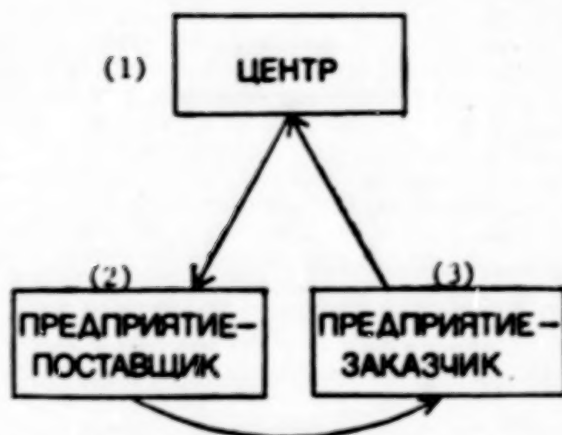 (1) ЦЕНТР
(2) (3)
ПРЕДПРИЯТИЕ-
ПОСТАВЩИК
ПРЕДПРИЯТИЕ-
ЗАКАЗЧИК